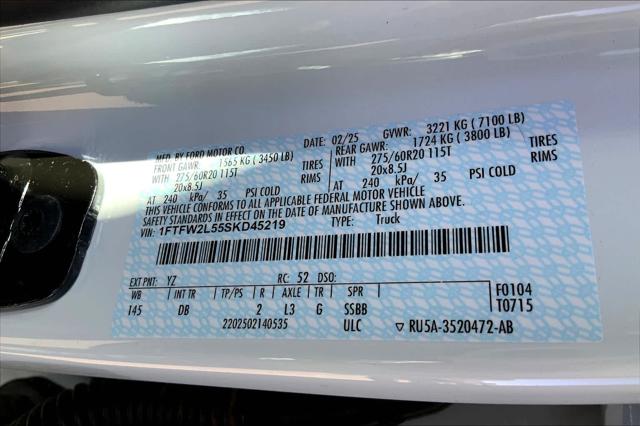 MFD. BY FORD MOTOR CO DATE: 02/25 GVWR: 3221 KG ( 7100 LB)
FRONT GAWR: 1565 KG ( 3450 LB) REAR GAWR: 1724 KG ( 3800 LB)
WITH 275/60R20 115T TIRES WITH 275/60R20 115T TIRES
20x8.5J RIMS 20x8.5J RIMS
AT 240 kPa/ 35 PSI COLD AT 240 kPa/ 35 PSI COLD
THIS VEHICLE CONFORMS TO ALL APPLICABLE FEDERAL MOTOR VEHICLE
SAFETY STANDARDS IN EFFECT ON THE DATE OF MANUFACTURE SHOWN ABOVE.
VIN: 1FTFW2L55SKD45219 TYPE: Truck
EXT PNT: YZ RC: 52 DSO: F0104
WB INT TR TP/PS R AXLE TR SPR T0715
145 DB 2 L3 G SSBB
2202502140535 ULC ▽ RU5A-3520472-AB